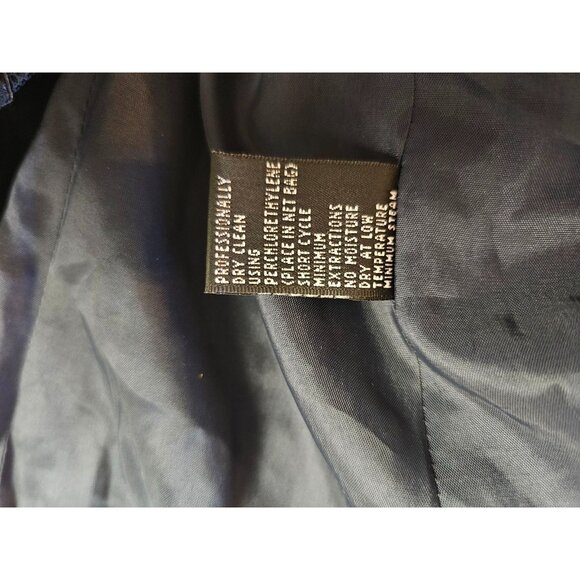 PROFESSIONALLY
DRY CLEAN
USING
PERCHLORETHYLENE
(PLACE IN NET BAG)
SHORT CYCLE
MINIMUM
EXTRACTIONS
NO MOISTURE
DRY AT LOW
TEMPERATURE
MINIMUM STEAM